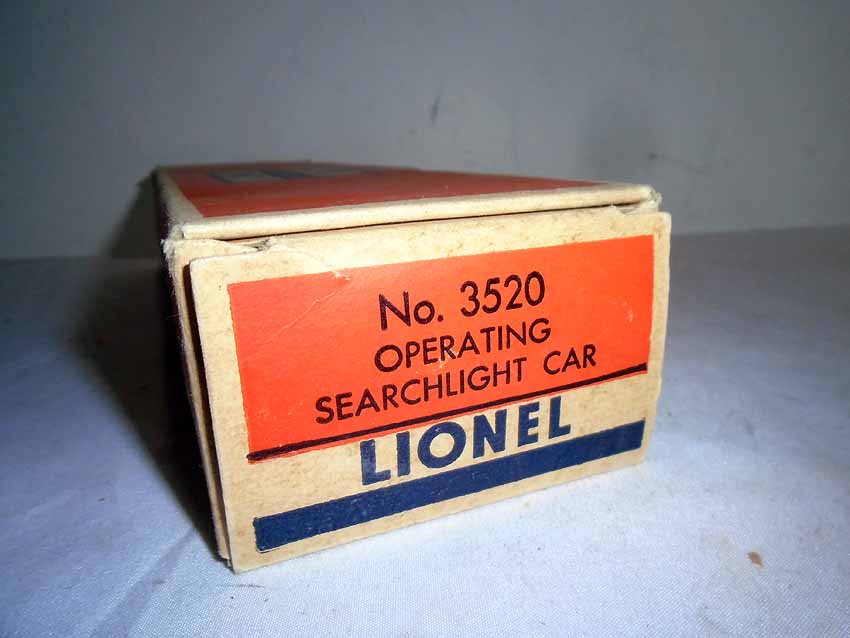 No. 3520
OPERATING
SEARCHLIGHT CAR
LIONEL